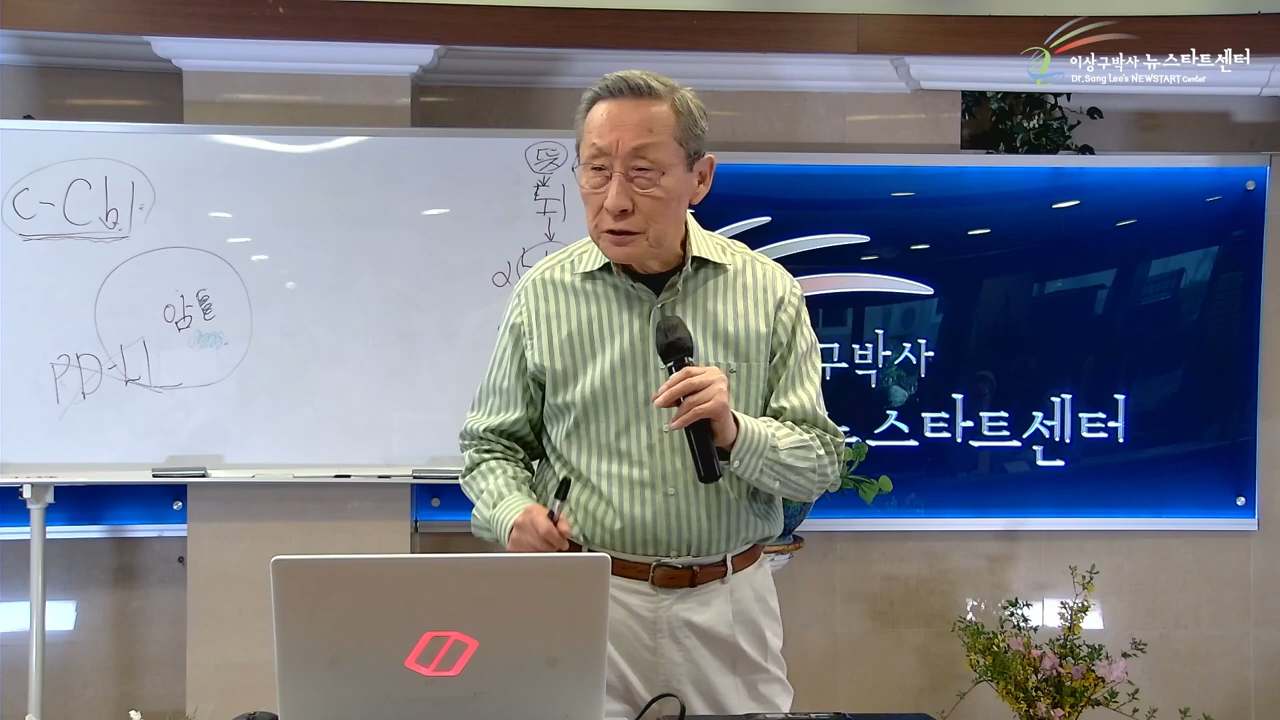 이상구박사 뉴스타트센터
Dr. Sang Lee's NEWSTART Center
C-Cbl
암
PD-L1
뜻
구박사
스타트센터